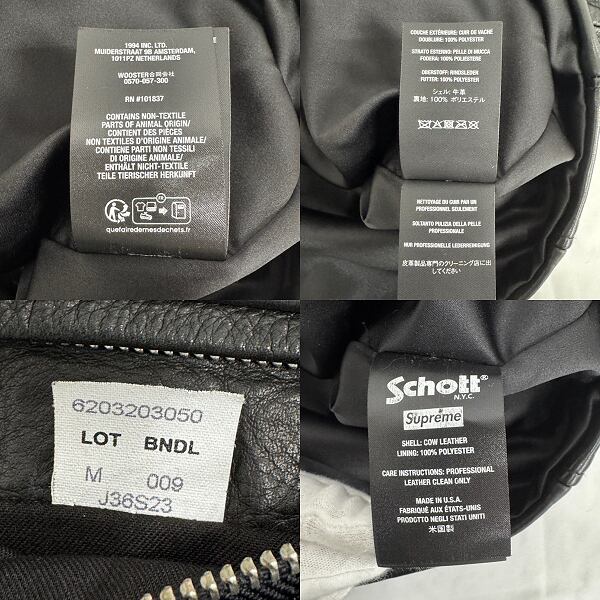 1994 INC. LTD.
MUIDERSTRAAT 9B AMSTERDAM,
1011PZ NETHERLANDS
WOOSTER合同会社
0570-057-300
RN #101837
CONTAINS NON-TEXTILE
PARTS OF ANIMAL ORIGIN/
CONTIENT DES PIÈCES
NON TEXTILES D'ORIGINE ANIMALE/
CONTIENE PARTI NON TESSILI
DI ORIGINE ANIMALE/
ENTHÄLT NICHT-TEXTILE
TEILE TIERISCHER HERKUNFT
FR
quefairedemesdechets.fr
COUCHE EXTÉRIEURE: CUIR DE VACHE
DOUBLURE: 100% POLYESTER
STRATO ESTERNO: PELLE DI MUCCA
FODERA: 100% POLIESTERE
OBERSTOFF: RINDSLEDER
FUTTER: 100% POLYESTER
シェル: 牛革
裏地: 100% ポリエステル
NETTOYAGE DU CUIR PAR UN
PROFESSIONNEL SEULEMENT
SOLTANTO PULIZIA DELLA PELLE
PROFESSIONALE
NUR PROFESSIONELLE LEDERREINIGUNG
皮革製品専門のクリーニング店に出
してください
6203203050
LOT BNDL
M 009
J36S23
Schott®
N.Y.C.
Supreme
SHELL: COW LEATHER
LINING: 100% POLYESTER
CARE INSTRUCTIONS: PROFESSIONAL
LEATHER CLEAN ONLY
MADE IN U.S.A.
FABRIQUÉ AUX ÉTATS UNIS
PRODOTTO NEGLI STATI UNITI
米国製